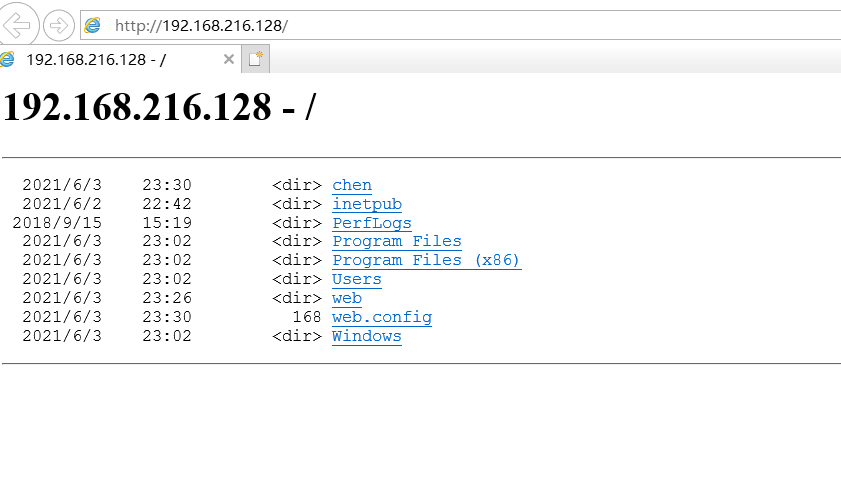 http://192.168.216.128/
192.168.216.128 - /
192.168.216.128 - /
2021/6/3 23:30 <dir> chen
2021/6/2 22:42 <dir> inetpub
2018/9/15 15:19 <dir> PerfLogs
2021/6/3 23:02 <dir> Program Files
2021/6/3 23:02 <dir> Program Files (x86)
2021/6/3 23:02 <dir> Users
2021/6/3 23:26 <dir> web
2021/6/3 23:30 168 web.config
2021/6/3 23:02 <dir> Windows